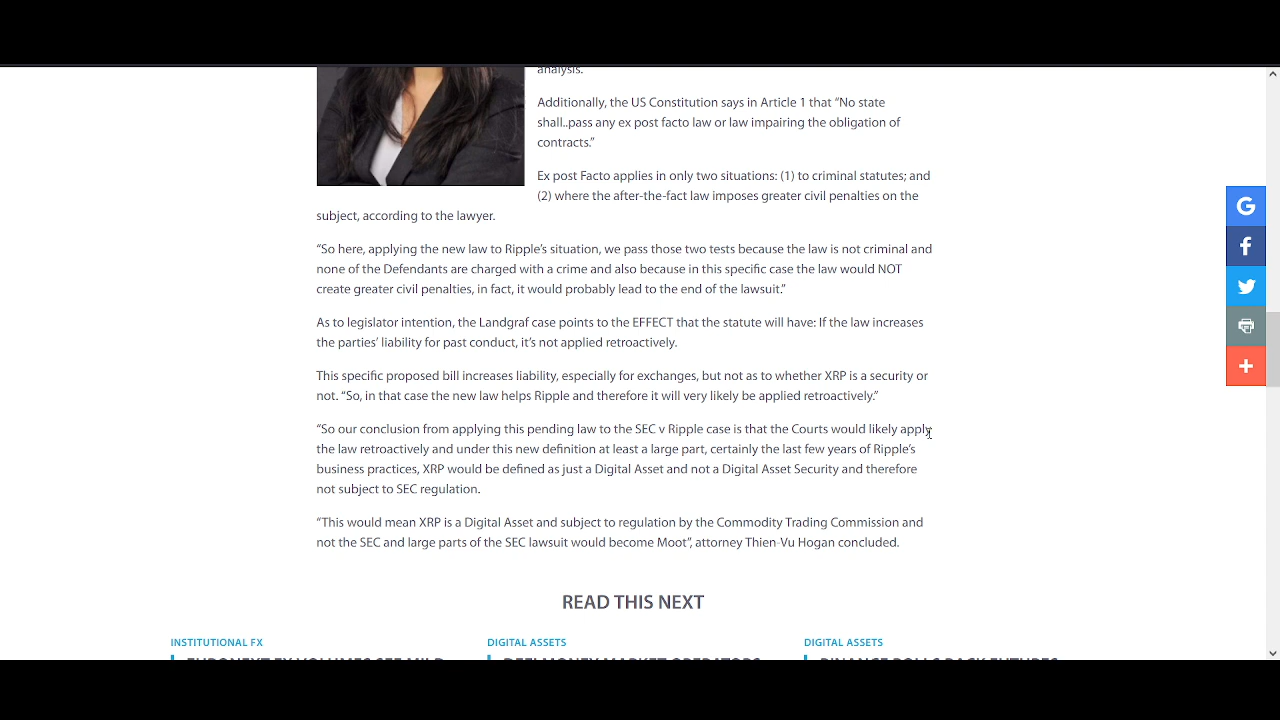 analysis.
Additionally, the US Constitution says in Article 1 that “No state
shall..pass any ex post facto law or law impairing the obligation of
contracts.”
Ex post Facto applies in only two situations: (1) to criminal statutes; and
(2) where the after-the-fact law imposes greater civil penalties on the
subject, according to the lawyer.
“So here, applying the new law to Ripple’s situation, we pass those two tests because the law is not criminal and
none of the Defendants are charged with a crime and also because in this specific case the law would NOT
create greater civil penalties, in fact, it would probably lead to the end of the lawsuit.”
As to legislator intention, the Landgraf case points to the EFFECT that the statute will have: If the law increases
the parties’ liability for past conduct, it’s not applied retroactively.
This specific proposed bill increases liability, especially for exchanges, but not as to whether XRP is a security or
not. “So, in that case the new law helps Ripple and therefore it will very likely be applied retroactively.”
“So our conclusion from applying this pending law to the SEC v Ripple case is that the Courts would likely apply
the law retroactively and under this new definition at least a large part, certainly the last few years of Ripple’s
business practices, XRP would be defined as just a Digital Asset and not a Digital Asset Security and therefore
not subject to SEC regulation.
“This would mean XRP is a Digital Asset and subject to regulation by the Commodity Trading Commission and
not the SEC and large parts of the SEC lawsuit would become Moot”, attorney Thien-Vu Hogan concluded.
READ THIS NEXT
INSTITUTIONAL FX
DIGITAL ASSETS
DIGITAL ASSETS
EURONEXT FX VOLUMES SEE MILD
DEFI MONEY MARKET OPERATORS
BINANCE ROLLS BACK FUTURES